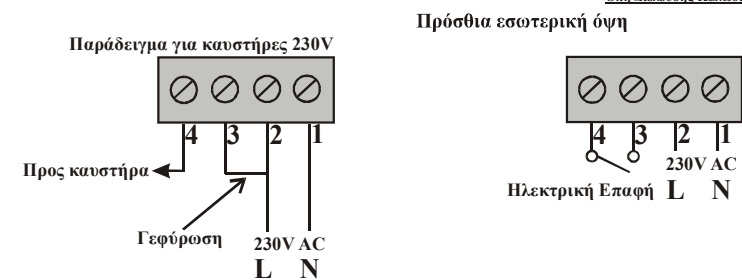 Πρόσθια εσωτερική όψη
Παράδειγμα για καυστήρες 230V
4 3 2 1
Προς καυστήρα
Γεφύρωση
230V AC
L N
4 3 2 1
230V AC
Ηλεκτρική Επαφή L N